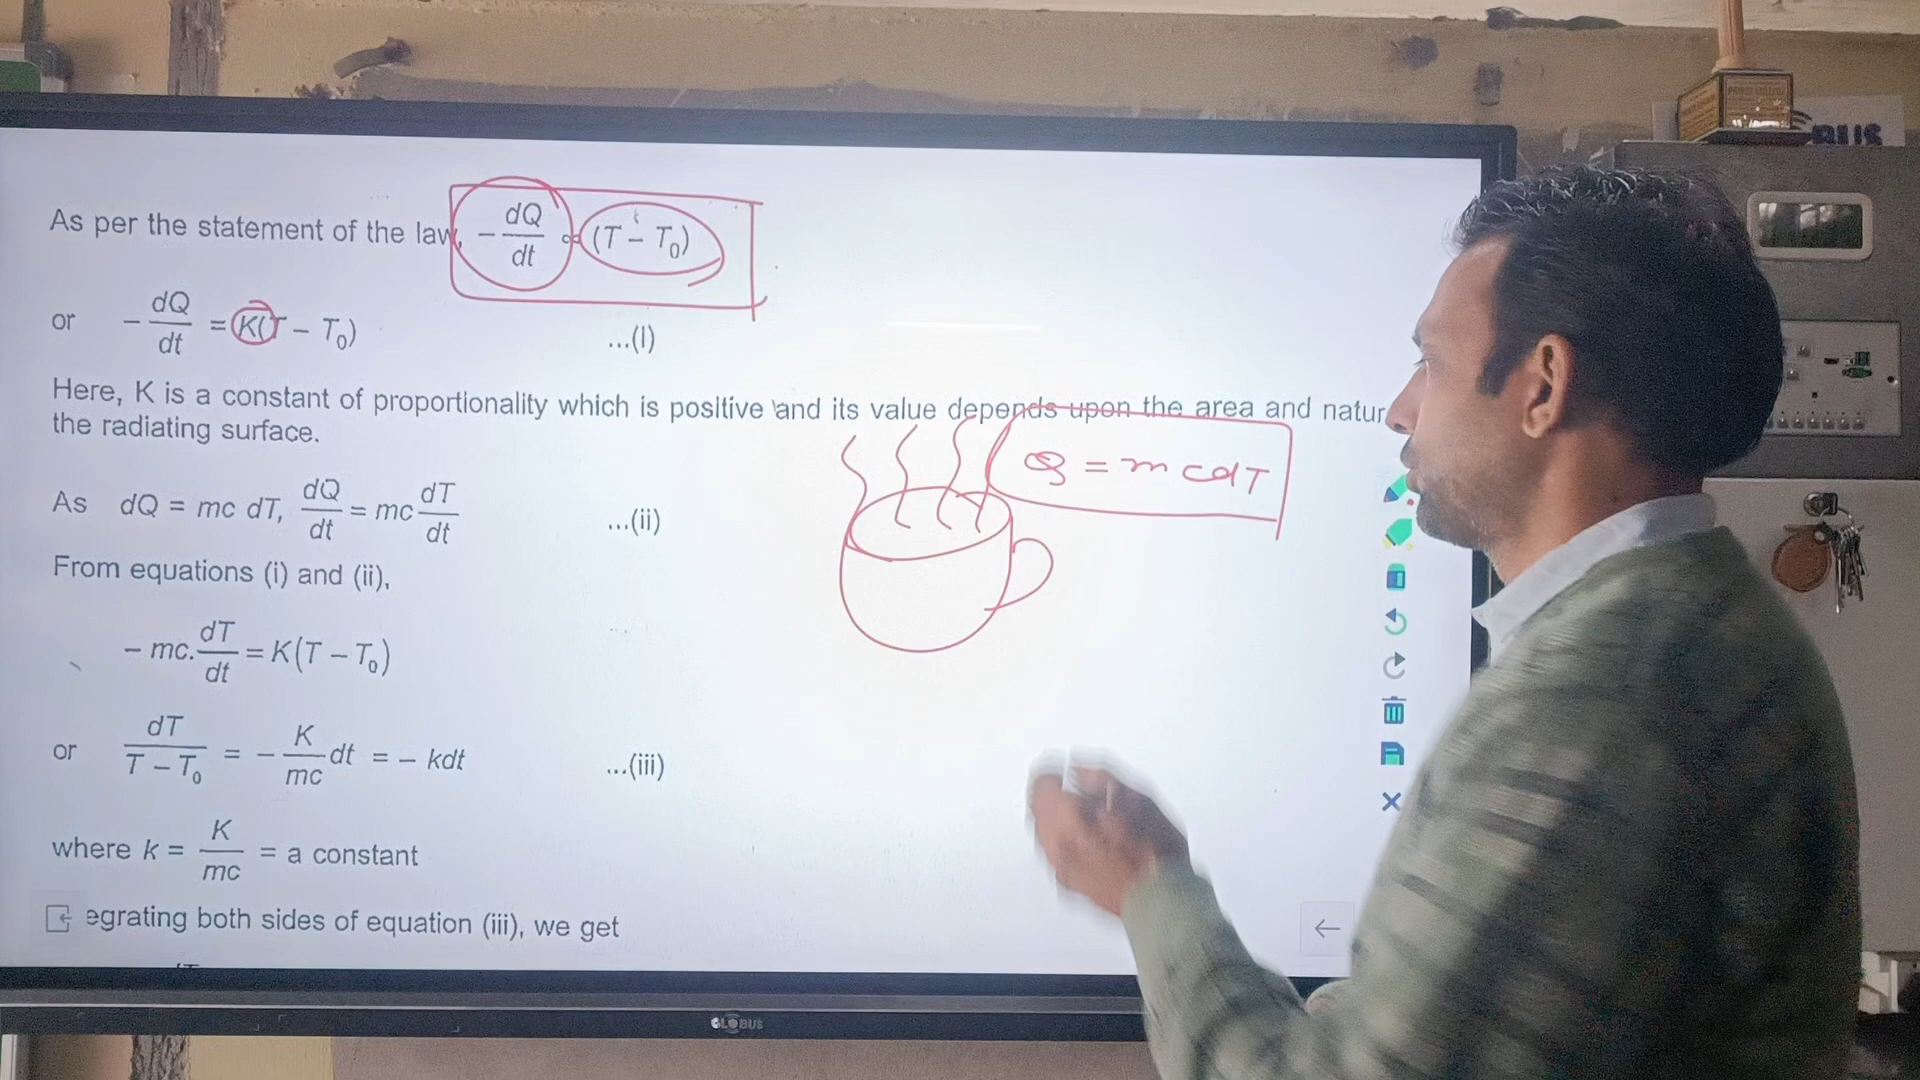 As per the statement of the law, −dQ/dt ∝ (T − T₀)
or −dQ/dt = K(T − T₀) ...(I)
Here, K is a constant of proportionality which is positive and its value depends upon the area and natur
the radiating surface.
Q = mcdT
As dQ = mc dT, dQ/dt = mc dT/dt ...(ii)
From equations (i) and (ii),
− mc.dT/dt = K(T − T₀)
or dT/(T − T₀) = − K/mc dt = − kdt ...(iii)
where k = K/mc = a constant
egrating both sides of equation (iii), we get
GLOBUS
BUS